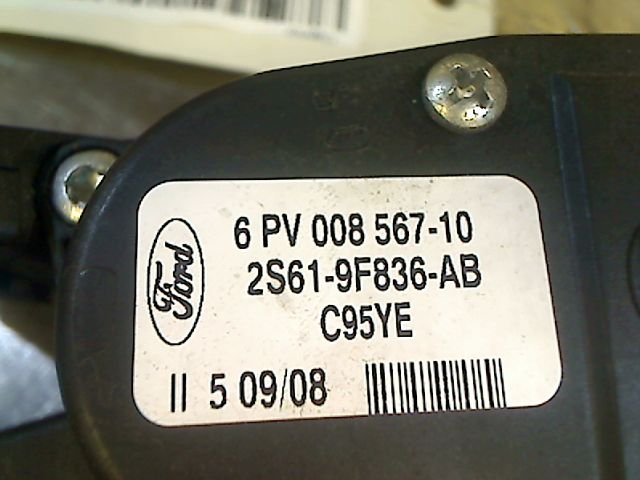 Ford
6 PV 008 567-10
2S61-9F836-AB
C95YE
II 5 09/08